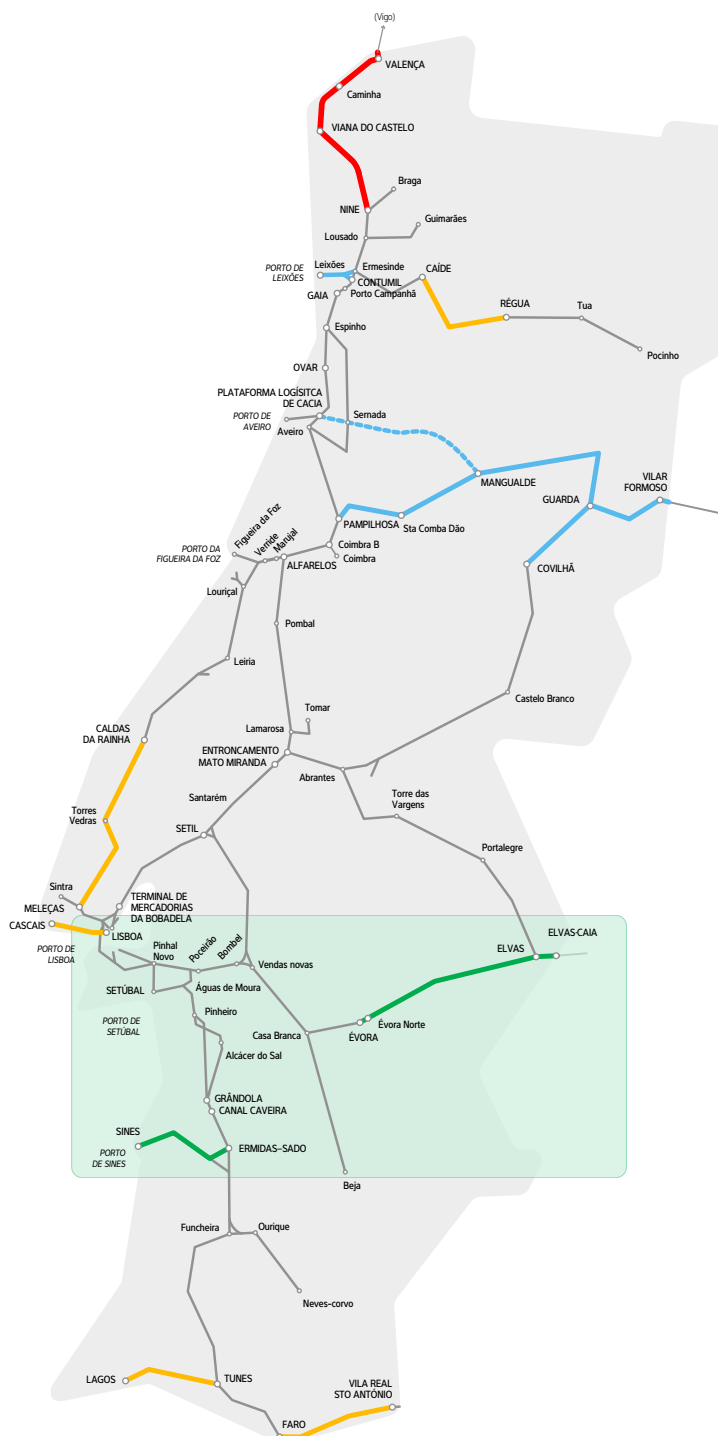 (Vigo)
VALENÇA
Caminha
VIANA DO CASTELO
Braga
NINE
Guimarães
Lousado
Leixões
Ermesinde
PORTO DE
LEIXÕES
CAÍDE
CONTUMIL
Porto Campanhã
GAIA
RÉGUA
Tua
Espinho
Pocinho
OVAR
PLATAFORMA LOGÍSITCA
DE CACIA
PORTO DE
AVEIRO
Sernada
Aveiro
MANGUALDE
VILAR
FORMOSO
GUARDA
PAMPILHOSA
Sta Comba Dão
Figueira da Foz
Verride
Marujal
PORTO DA
FIGUEIRA DA FOZ
Coimbra B
Coimbra
ALFARELOS
COVILHÃ
Louriçal
Pombal
Leiria
Castelo Branco
Tomar
CALDAS
DA RAINHA
Lamarosa
ENTRONCAMENTO
MATO MIRANDA
Abrantes
Santarém
Torre das
Vargens
Torres
Vedras
SETIL
Portalegre
Sintra
MELEÇAS
TERMINAL DE
MERCADORIAS
DA BOBADELA
CASCAIS
LISBOA
PORTO DE
LISBOA
Pinhal
Novo
Poceirão
Bombel
Vendas novas
ELVAS
ELVAS-CAIA
SETÚBAL
Águas de Moura
PORTO DE
SETÚBAL
Pinheiro
Évora Norte
ÉVORA
Casa Branca
Alcácer do Sal
GRÂNDOLA
CANAL CAVEIRA
SINES
PORTO
DE SINES
ERMIDAS-SADO
Beja
Funcheira
Ourique
Neves-corvo
LAGOS
TUNES
VILA REAL
STO ANTÓNIO
FARO